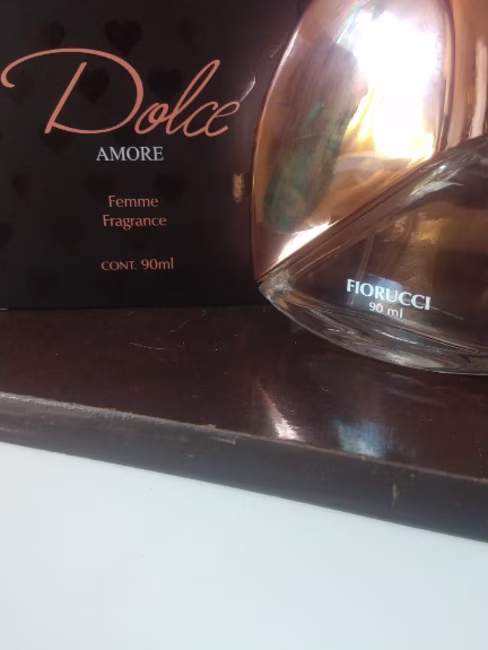 Dolce
AMORE
Femme
Fragrance
CONT. 90ml
FIORUCCI
90 ml